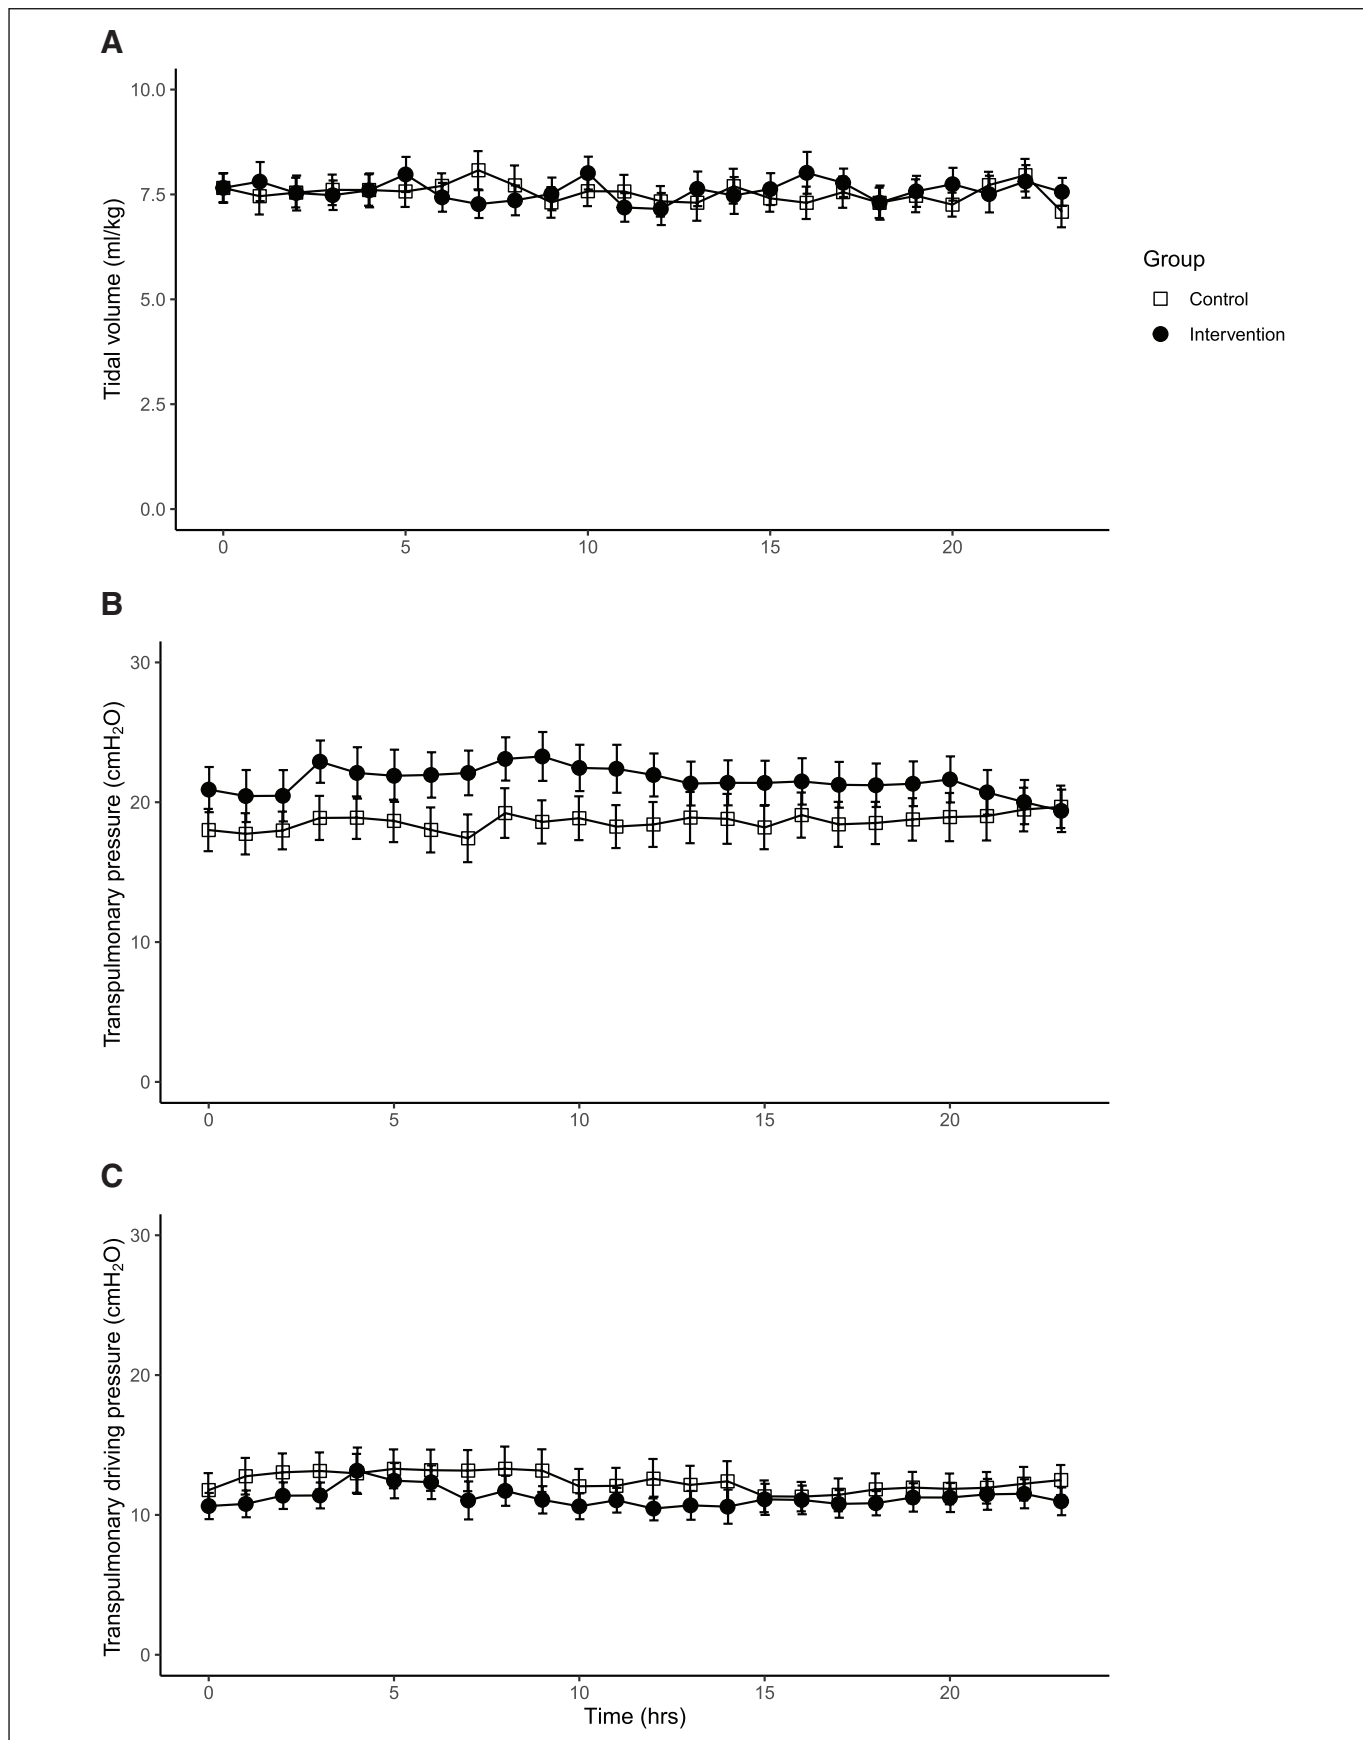 A
Tidal volume (ml/kg)
10.0
7.5
5.0
2.5
0.0
0 5 10 15 20
Group
Control
Intervention
B
Transpulmonary pressure (cmH₂O)
30
20
10
0
0 5 10 15 20
C
Transpulmonary driving pressure (cmH₂O)
30
20
10
0
0 5 10 15 20
Time (hrs)